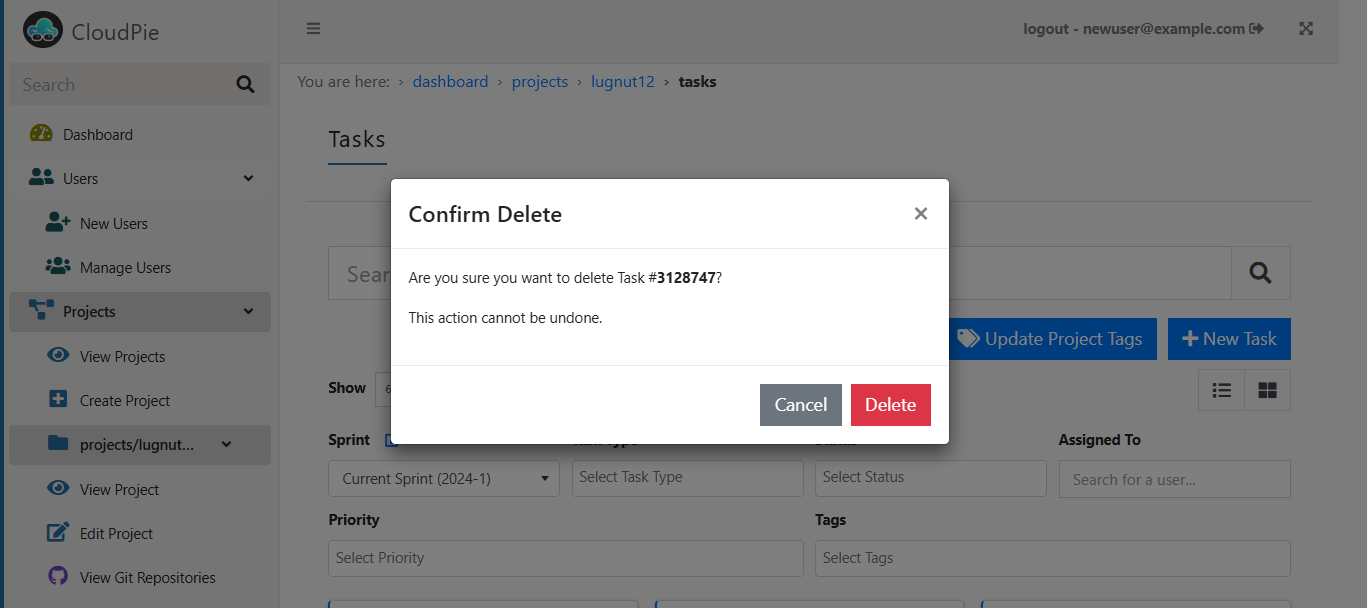 CloudPie
logout - newuser@example.com
Search
You are here: › dashboard › projects › lugnut12 › tasks
Dashboard
Users
New Users
Manage Users
Projects
View Projects
Create Project
projects/lugnut...
View Project
Edit Project
View Git Repositories
Tasks
Confirm Delete
×
Are you sure you want to delete Task #3128747?
This action cannot be undone.
Cancel Delete
Update Project Tags
New Task
Show
Sprint
Assigned To
Current Sprint (2024-1)
Select Task Type
Select Status
Search for a user...
Priority
Tags
Select Priority
Select Tags